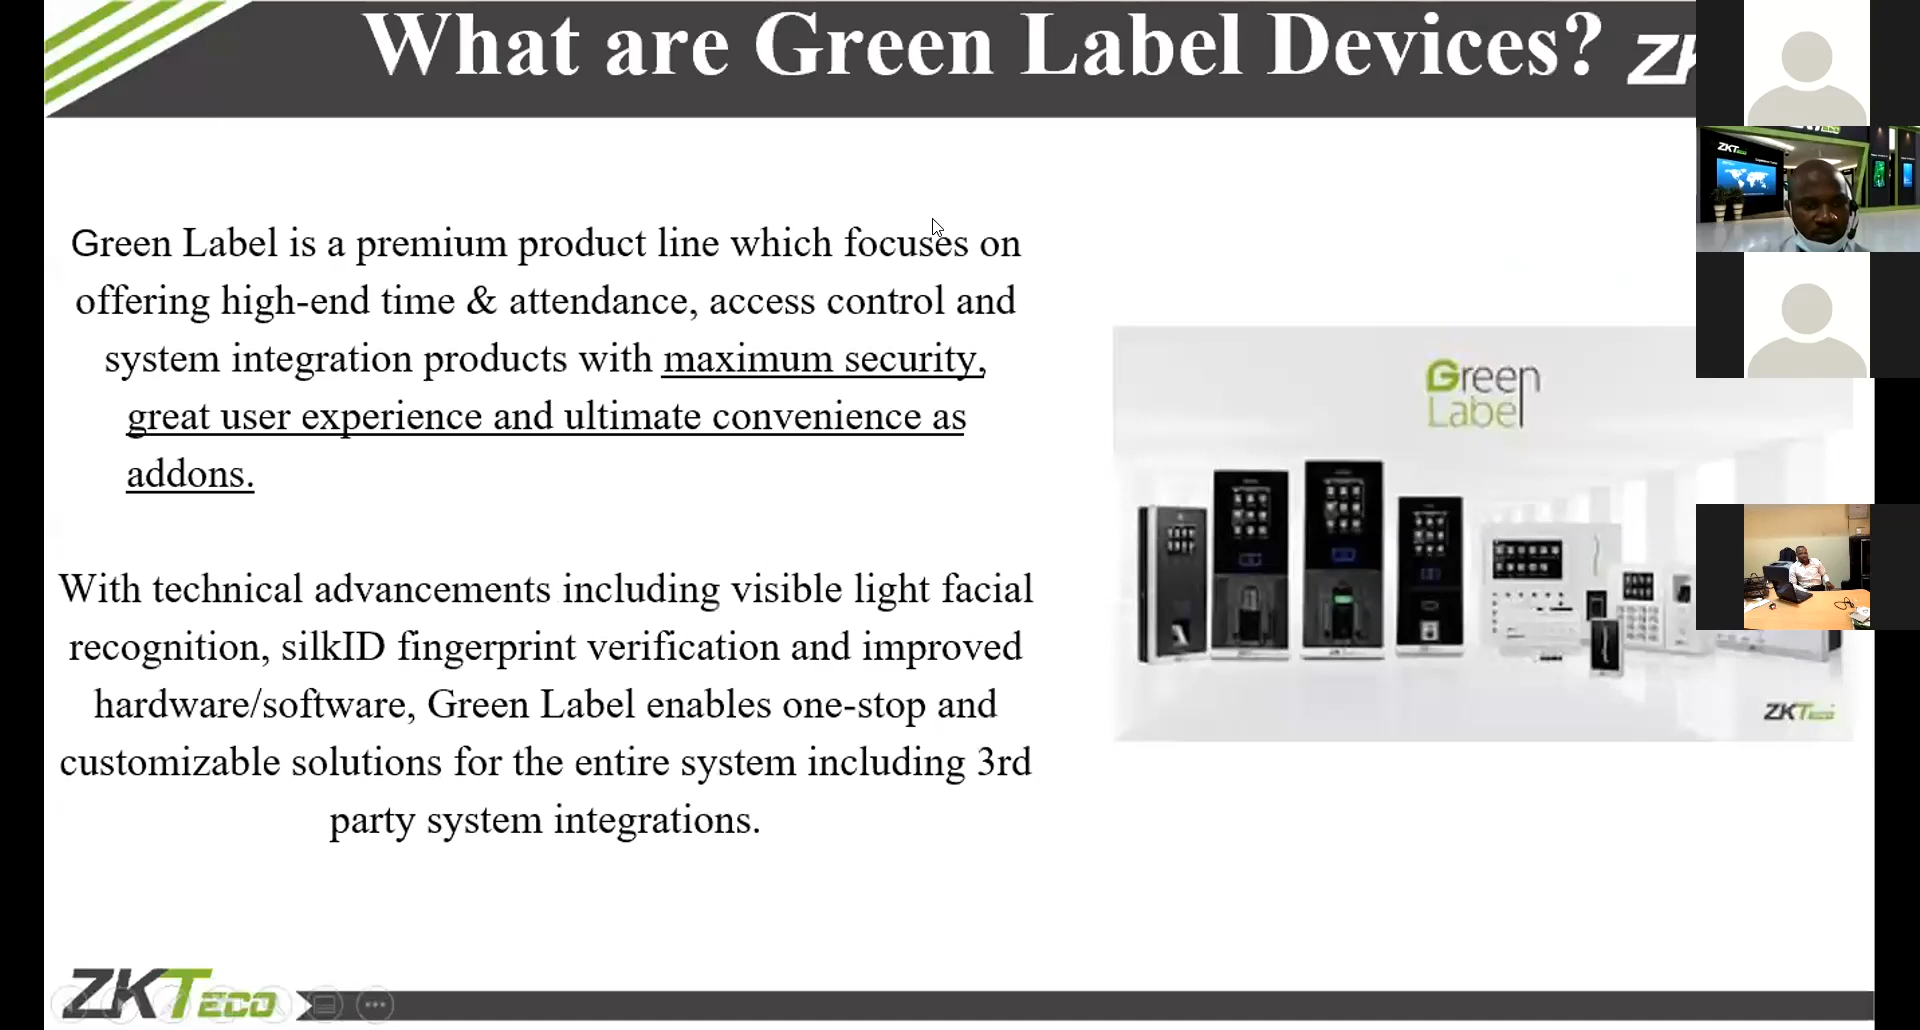 What are Green Label Devices?
ZK
Green Label is a premium product line which focuses on
offering high-end time & attendance, access control and
system integration products with maximum security,
great user experience and ultimate convenience as
addons.
With technical advancements including visible light facial
recognition, silkID fingerprint verification and improved
hardware/software, Green Label enables one-stop and
customizable solutions for the entire system including 3rd
party system integrations.
Green
Label
ZKTeco
ZKTeco
ZKTECO